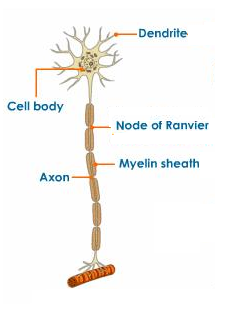 Dendrite
Cell body
Node of Ranvier
Myelin sheath
Axon